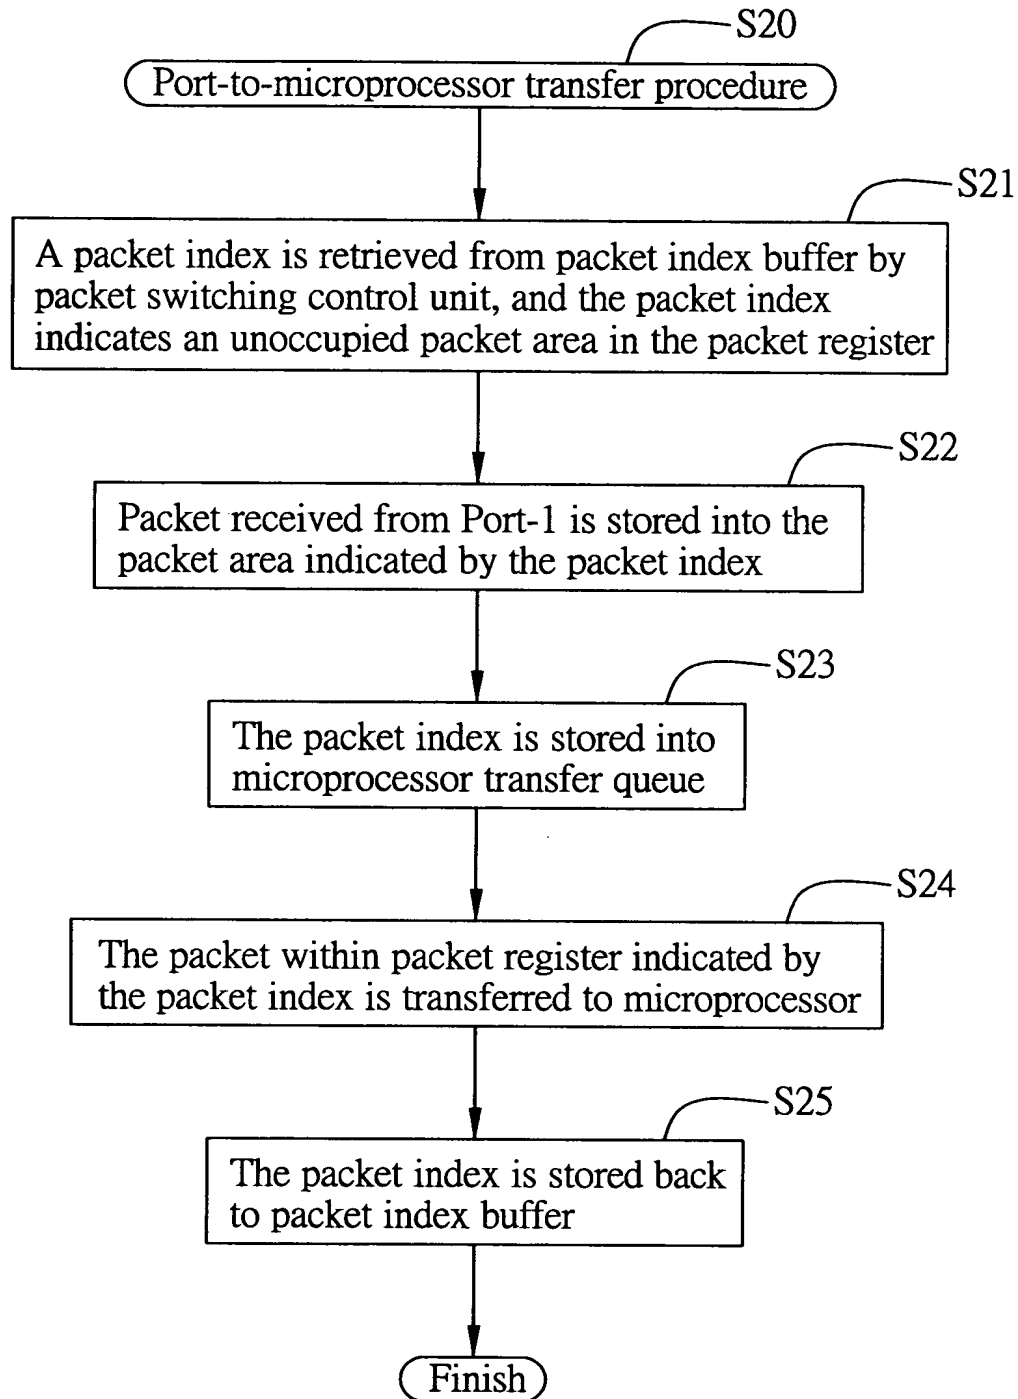 S20
Port-to-microprocessor transfer procedure
S21
A packet index is retrieved from packet index buffer by
packet switching control unit, and the packet index
indicates an unoccupied packet area in the packet register
S22
Packet received from Port-1 is stored into the
packet area indicated by the packet index
S23
The packet index is stored into
microprocessor transfer queue
S24
The packet within packet register indicated by
the packet index is transferred to microprocessor
S25
The packet index is stored back
to packet index buffer
Finish